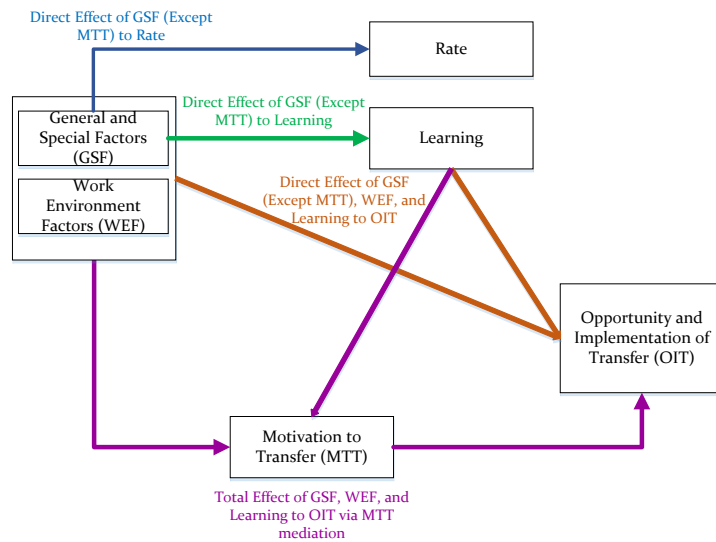 Direct Effect of GSF (Except
MTT) to Rate
Rate
General and
Special Factors
(GSF)
Work
Environment
Factors (WEF)
Direct Effect of GSF (Except
MTT) to Learning
Learning
Direct Effect of GSF
(Except MTT), WEF, and
Learning to OIT
Opportunity and
Implementation of
Transfer (OIT)
Motivation to
Transfer (MTT)
Total Effect of GSF, WEF, and
Learning to OIT via MTT
mediation